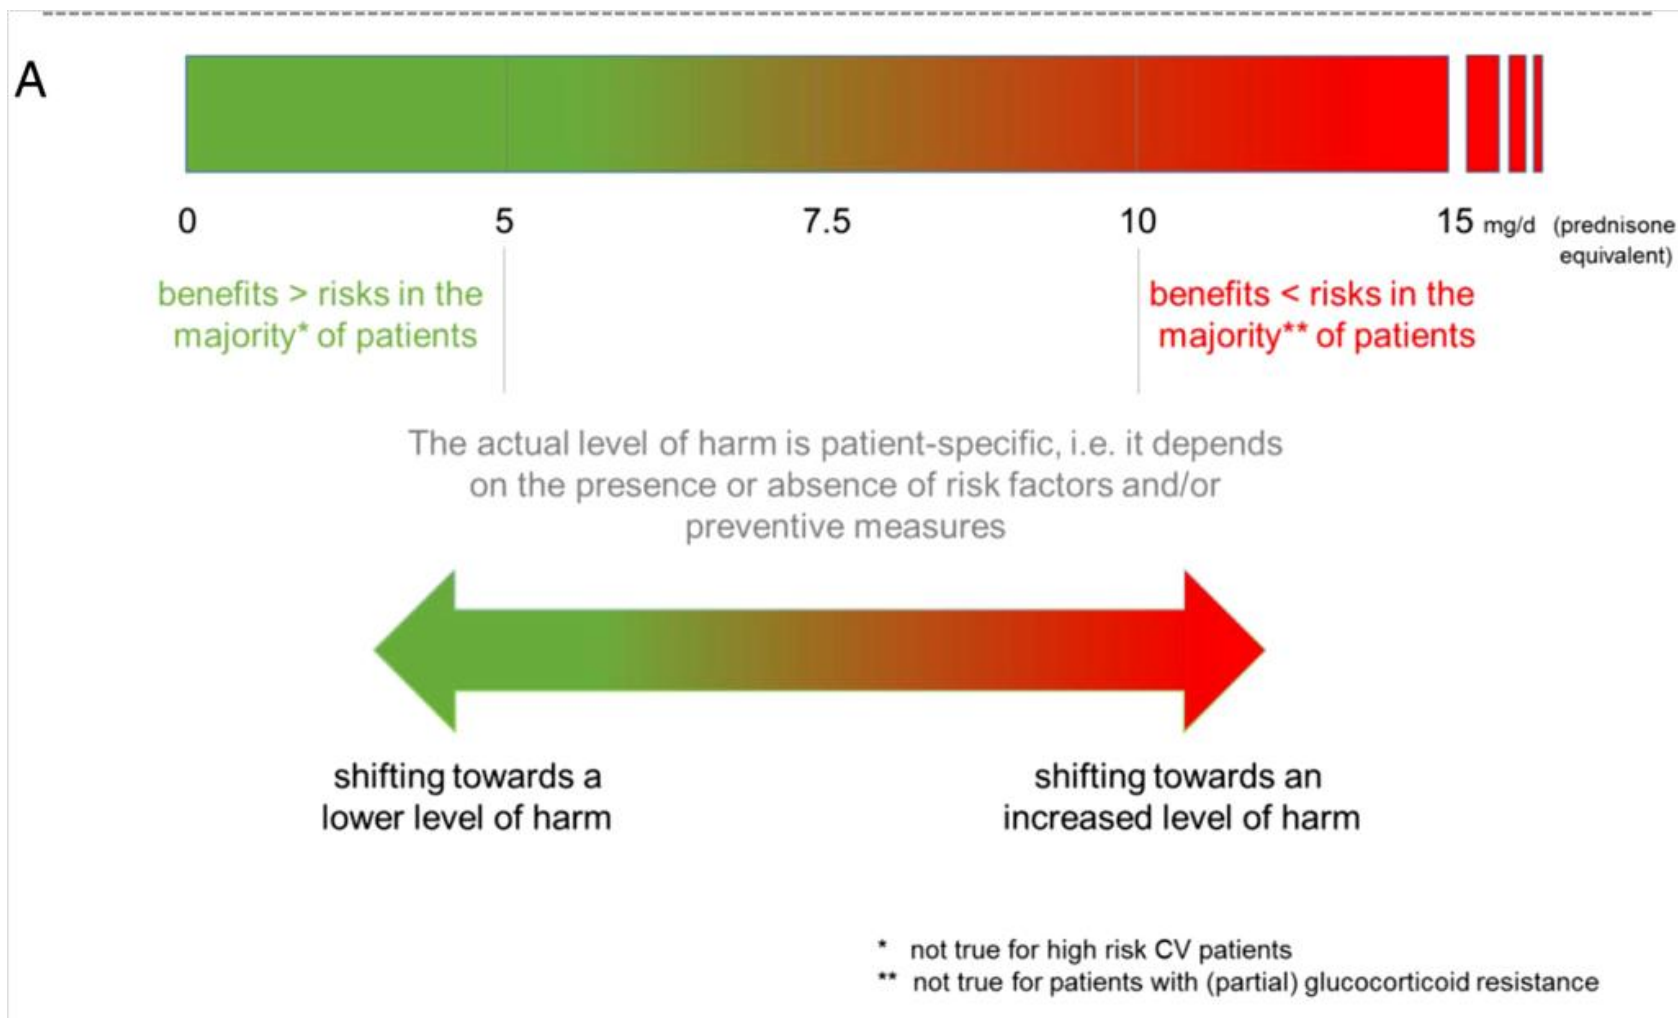 A
0 5 7.5 10 15 mg/d (prednisone
equivalent)
benefits > risks in the
majority* of patients
benefits < risks in the
majority** of patients
The actual level of harm is patient-specific, i.e. it depends
on the presence or absence of risk factors and/or
preventive measures
shifting towards a
lower level of harm
shifting towards an
increased level of harm
* not true for high risk CV patients
** not true for patients with (partial) glucocorticoid resistance